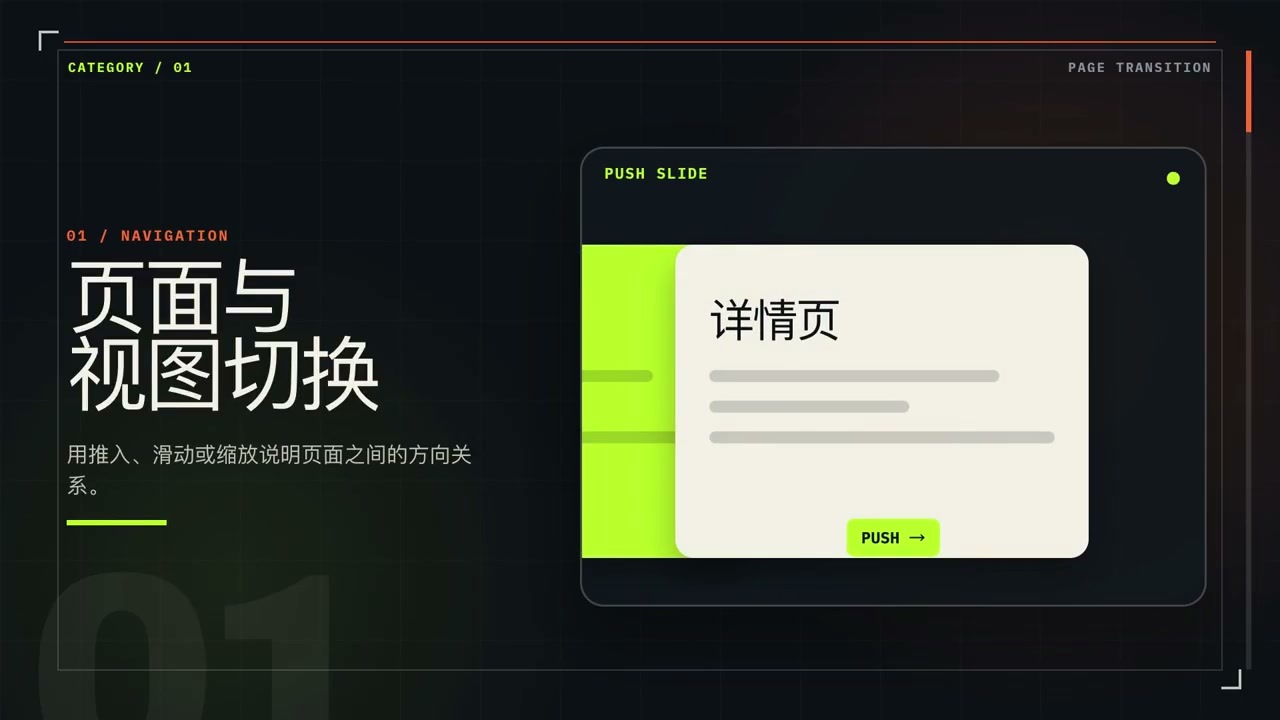 CATEGORY / 01
PAGE TRANSITION
01 / NAVIGATION
页面与
视图切换
用推入、滑动或缩放说明页面之间的方向关
系。
01
PUSH SLIDE
详情页
PUSH →